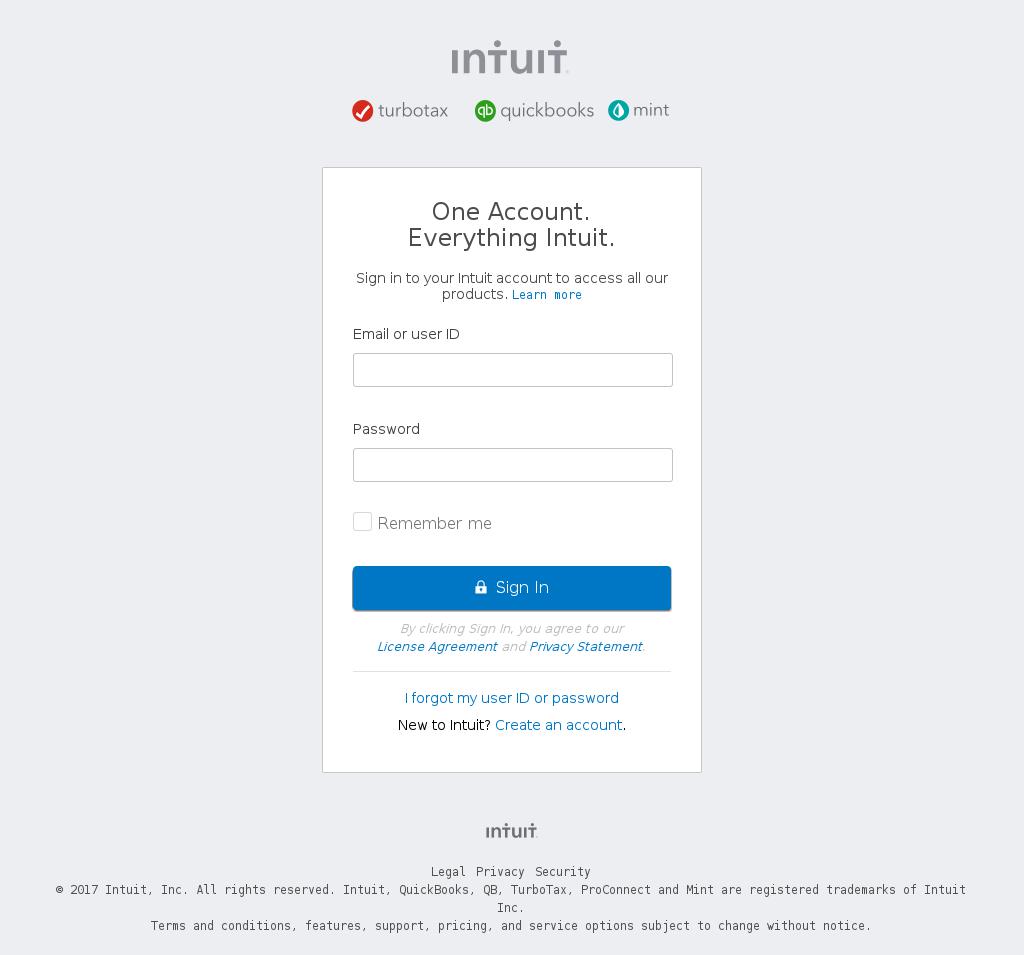 intuit
turbotax quickbooks mint
One Account.
Everything Intuit.
Sign in to your Intuit account to access all our
products. Learn more
Email or user ID
Password
Remember me
Sign In
By clicking Sign In, you agree to our
License Agreement and Privacy Statement.
I forgot my user ID or password
New to Intuit? Create an account.
intuit
Legal Privacy Security
© 2017 Intuit, Inc. All rights reserved. Intuit, QuickBooks, QB, TurboTax, ProConnect and Mint are registered trademarks of Intuit
Inc.
Terms and conditions, features, support, pricing, and service options subject to change without notice.